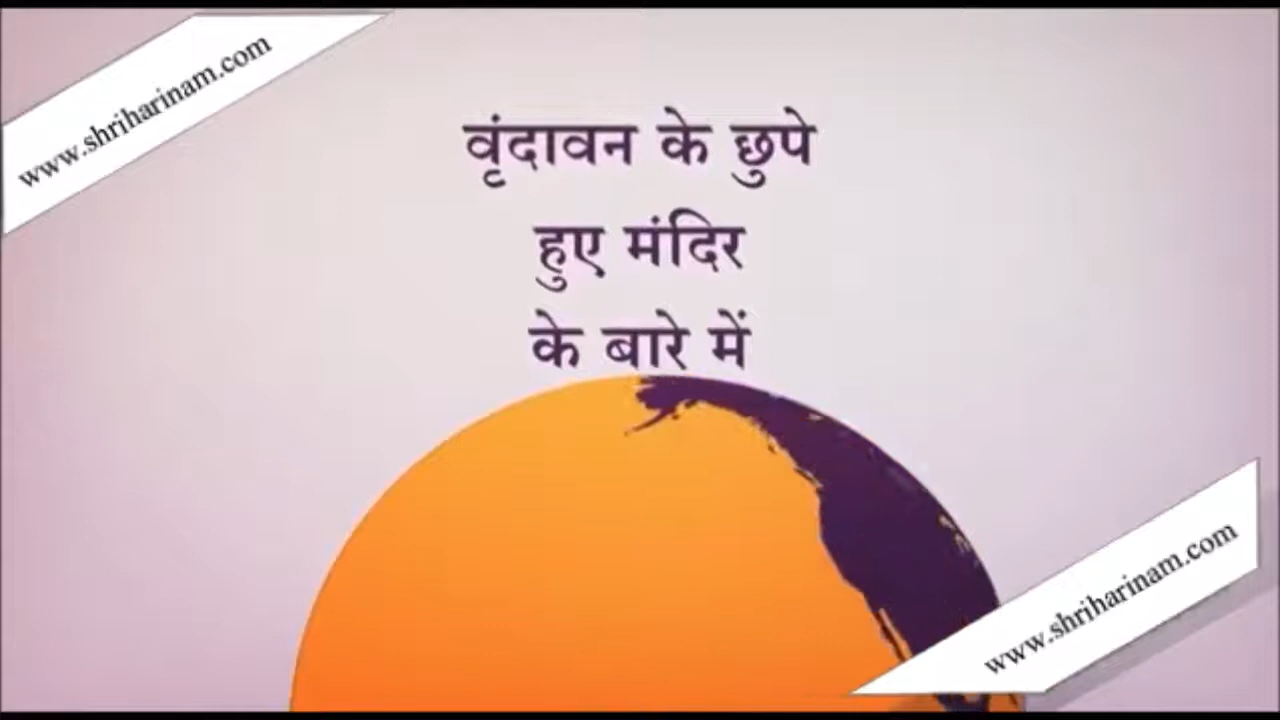 www.shriharinam.com
वृंदावन के छुपे
हुए मंदिर
के बारे में
www.shriharinam.com